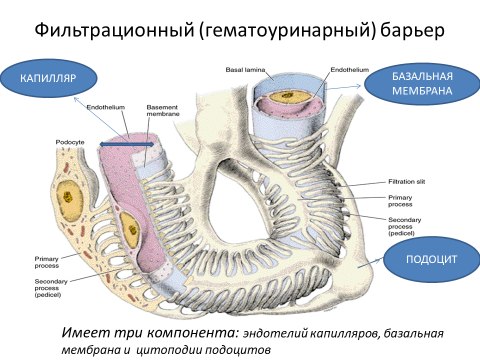 Фильтрационный (гематоуринарный) барьер
КАПИЛЛЯР
Basal lamina
Endothelium
БАЗАЛЬНАЯ
МЕМБРАНА
Endothelium
Basement
membrane
Podocyte
Filtration slit
Primary
process
Secondary
process
(pedicel)
Primary
process
Secondary
process
(pedicel)
ПОДОЦИТ
Имеет три компонента: эндотелий капилляров, базальная
мембрана и цитоподии подоцитов